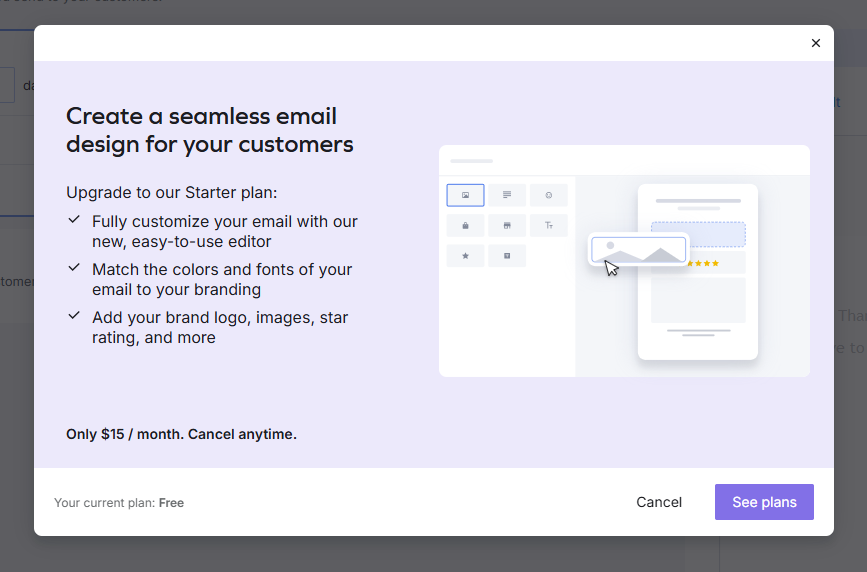 Create a seamless email
design for your customers
Upgrade to our Starter plan:
Fully customize your email with our
new, easy-to-use editor
Match the colors and fonts of your
email to your branding
Add your brand logo, images, star
rating, and more
Only $15 / month. Cancel anytime.
Your current plan: Free
Cancel
See plans